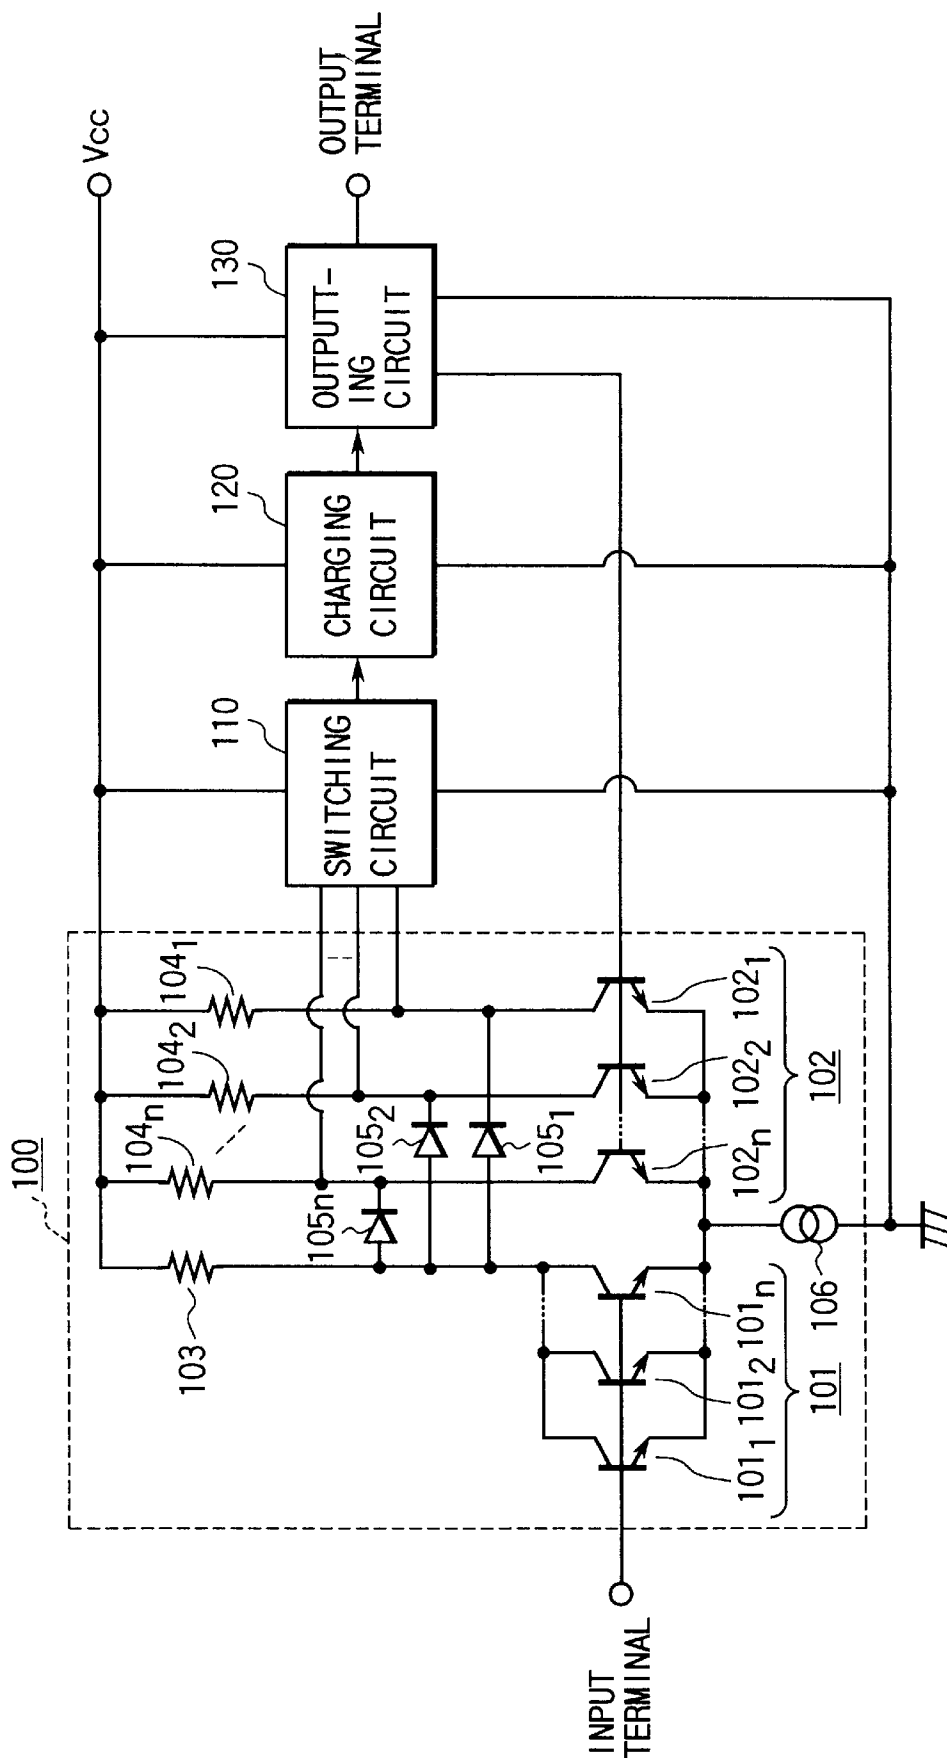 100
Vcc
103
104n
1042
1041
105n
1052
1051
110
SWITCHING
CIRCUIT
120
CHARGING
CIRCUIT
130
OUTPUTT-
ING
CIRCUIT
OUTPUT
TERMINAL
INPUT
TERMINAL
1011
1012
101n
101
106
102n
1022
1021
102